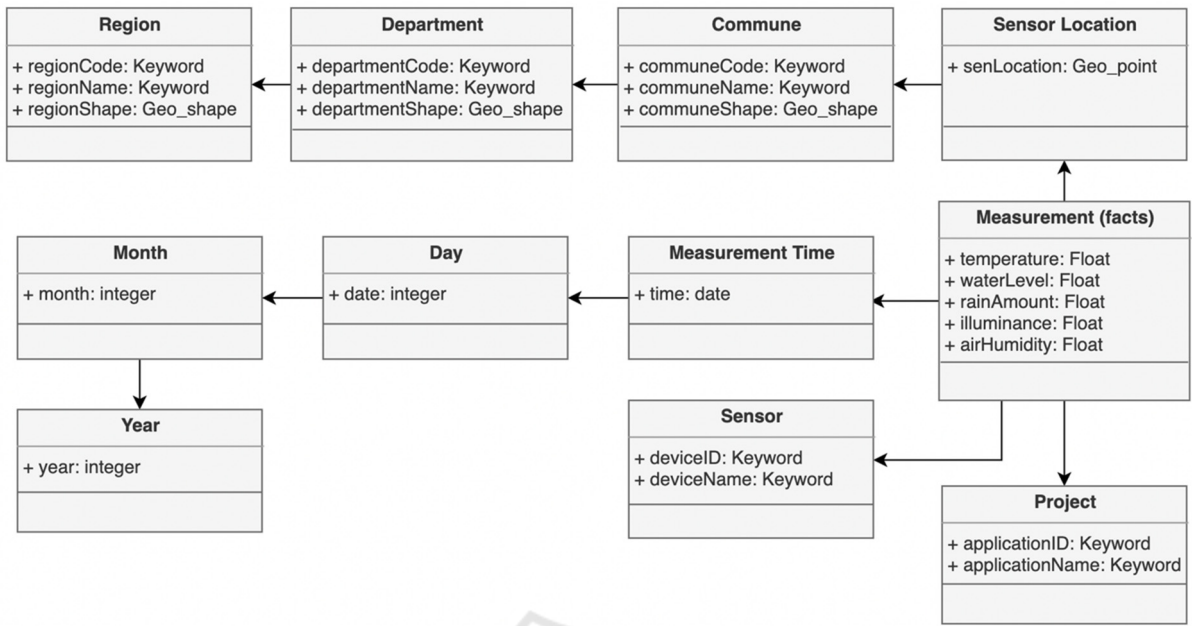 Region
+ regionCode: Keyword
+ regionName: Keyword
+ regionShape: Geo_shape
Department
+ departmentCode: Keyword
+ departmentName: Keyword
+ departmentShape: Geo_shape
Commune
+ communeCode: Keyword
+ communeName: Keyword
+ communeShape: Geo_shape
Sensor Location
+ senLocation: Geo_point
Measurement (facts)
+ temperature: Float
+ waterLevel: Float
+ rainAmount: Float
+ illuminance: Float
+ airHumidity: Float
Month
+ month: integer
Day
+ date: integer
Measurement Time
+ time: date
Year
+ year: integer
Sensor
+ deviceID: Keyword
+ deviceName: Keyword
Project
+ applicationID: Keyword
+ applicationName: Keyword